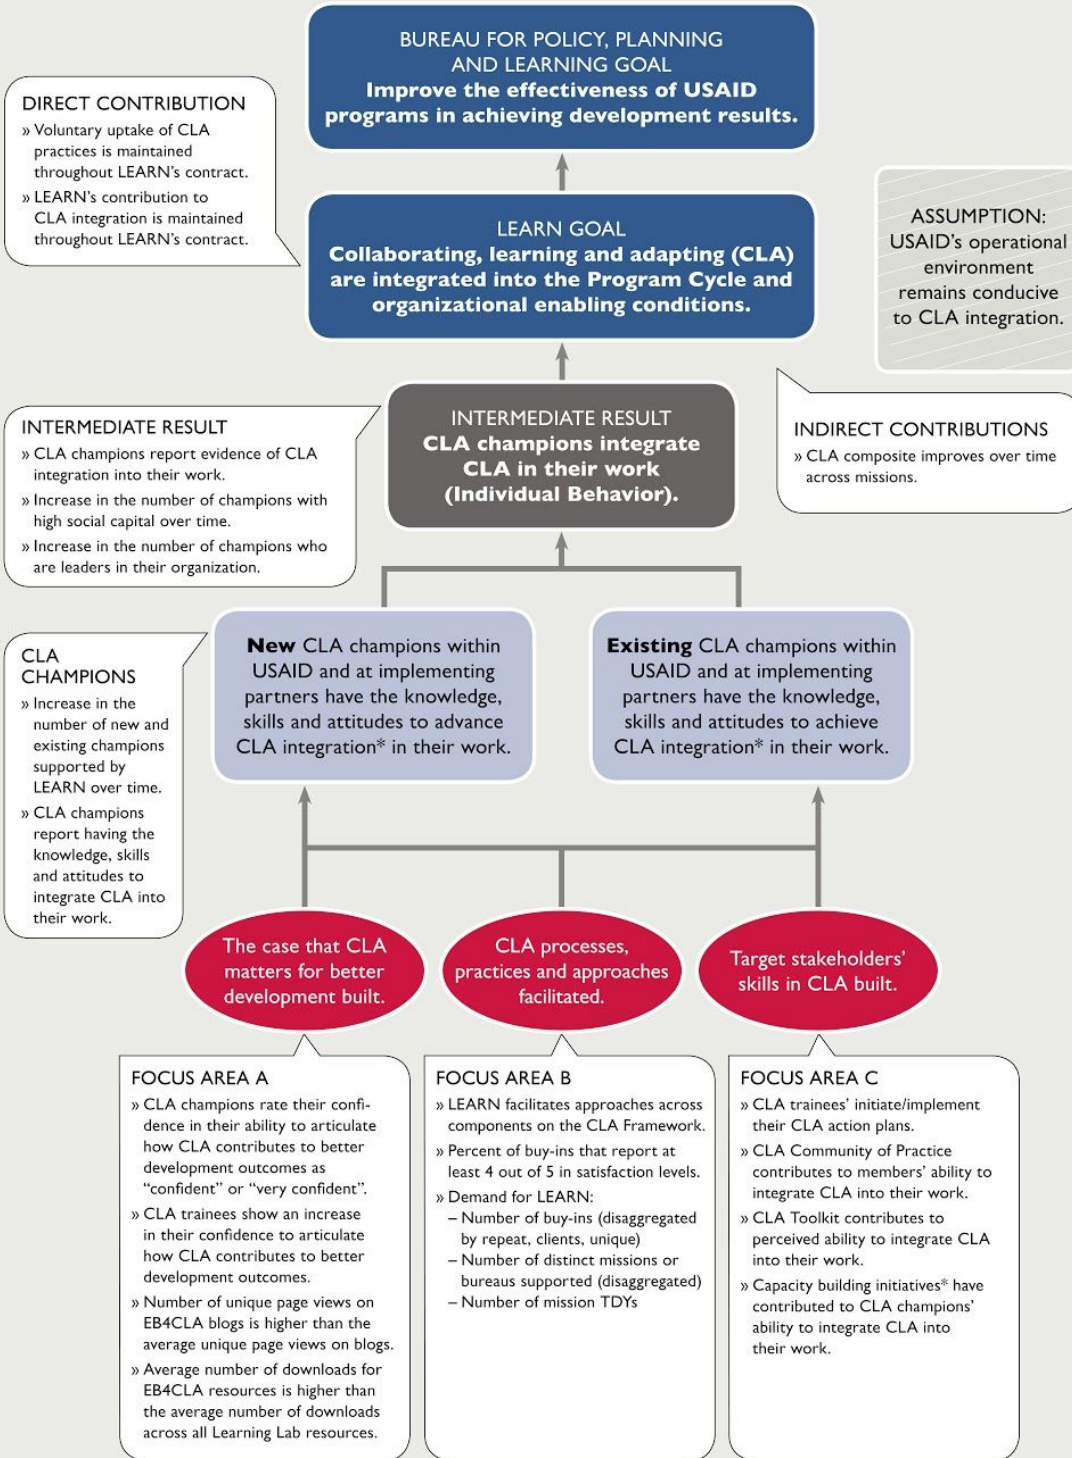 BUREAU FOR POLICY, PLANNING
AND LEARNING GOAL
Improve the effectiveness of USAID
programs in achieving development results.
DIRECT CONTRIBUTION
» Voluntary uptake of CLA
practices is maintained
throughout LEARN's contract.
» LEARN's contribution to
CLA integration is maintained
throughout LEARN's contract.
LEARN GOAL
Collaborating, learning and adapting (CLA)
are integrated into the Program Cycle and
organizational enabling conditions.
ASSUMPTION:
USAID's operational
environment
remains conducive
to CLA integration.
INTERMEDIATE RESULT
» CLA champions report evidence of CLA
integration into their work.
» Increase in the number of champions with
high social capital over time.
» Increase in the number of champions who
are leaders in their organization.
INTERMEDIATE RESULT
CLA champions integrate
CLA in their work
(Individual Behavior).
INDIRECT CONTRIBUTIONS
» CLA composite improves over time
across missions.
CLA
CHAMPIONS
» Increase in the
number of new and
existing champions
supported by
LEARN over time.
» CLA champions
report having the
knowledge, skills
and attitudes to
integrate CLA into
their work.
New CLA champions within
USAID and at implementing
partners have the knowledge,
skills and attitudes to advance
CLA integration* in their work.
Existing CLA champions within
USAID and at implementing
partners have the knowledge,
skills and attitudes to achieve
CLA integration* in their work.
The case that CLA
matters for better
development built.
CLA processes,
practices and approaches
facilitated.
Target stakeholders'
skills in CLA built.
FOCUS AREA A
» CLA champions rate their confi-
dence in their ability to articulate
how CLA contributes to better
development outcomes as
"confident" or "very confident".
» CLA trainees show an increase
in their confidence to articulate
how CLA contributes to better
development outcomes.
» Number of unique page views on
EB4CLA blogs is higher than the
average unique page views on blogs.
» Average number of downloads for
EB4CLA resources is higher than
the average number of downloads
across all Learning Lab resources.
FOCUS AREA B
» LEARN facilitates approaches across
components on the CLA Framework.
» Percent of buy-ins that report at
least 4 out of 5 in satisfaction levels.
» Demand for LEARN:
– Number of buy-ins (disaggregated
by repeat, clients, unique)
– Number of distinct missions or
bureaus supported (disaggregated)
– Number of mission TDYs
FOCUS AREA C
» CLA trainees' initiate/implement
their CLA action plans.
» CLA Community of Practice
contributes to members' ability to
integrate CLA into their work.
» CLA Toolkit contributes to
perceived ability to integrate CLA
into their work.
» Capacity building initiatives* have
contributed to CLA champions'
ability to integrate CLA into
their work.